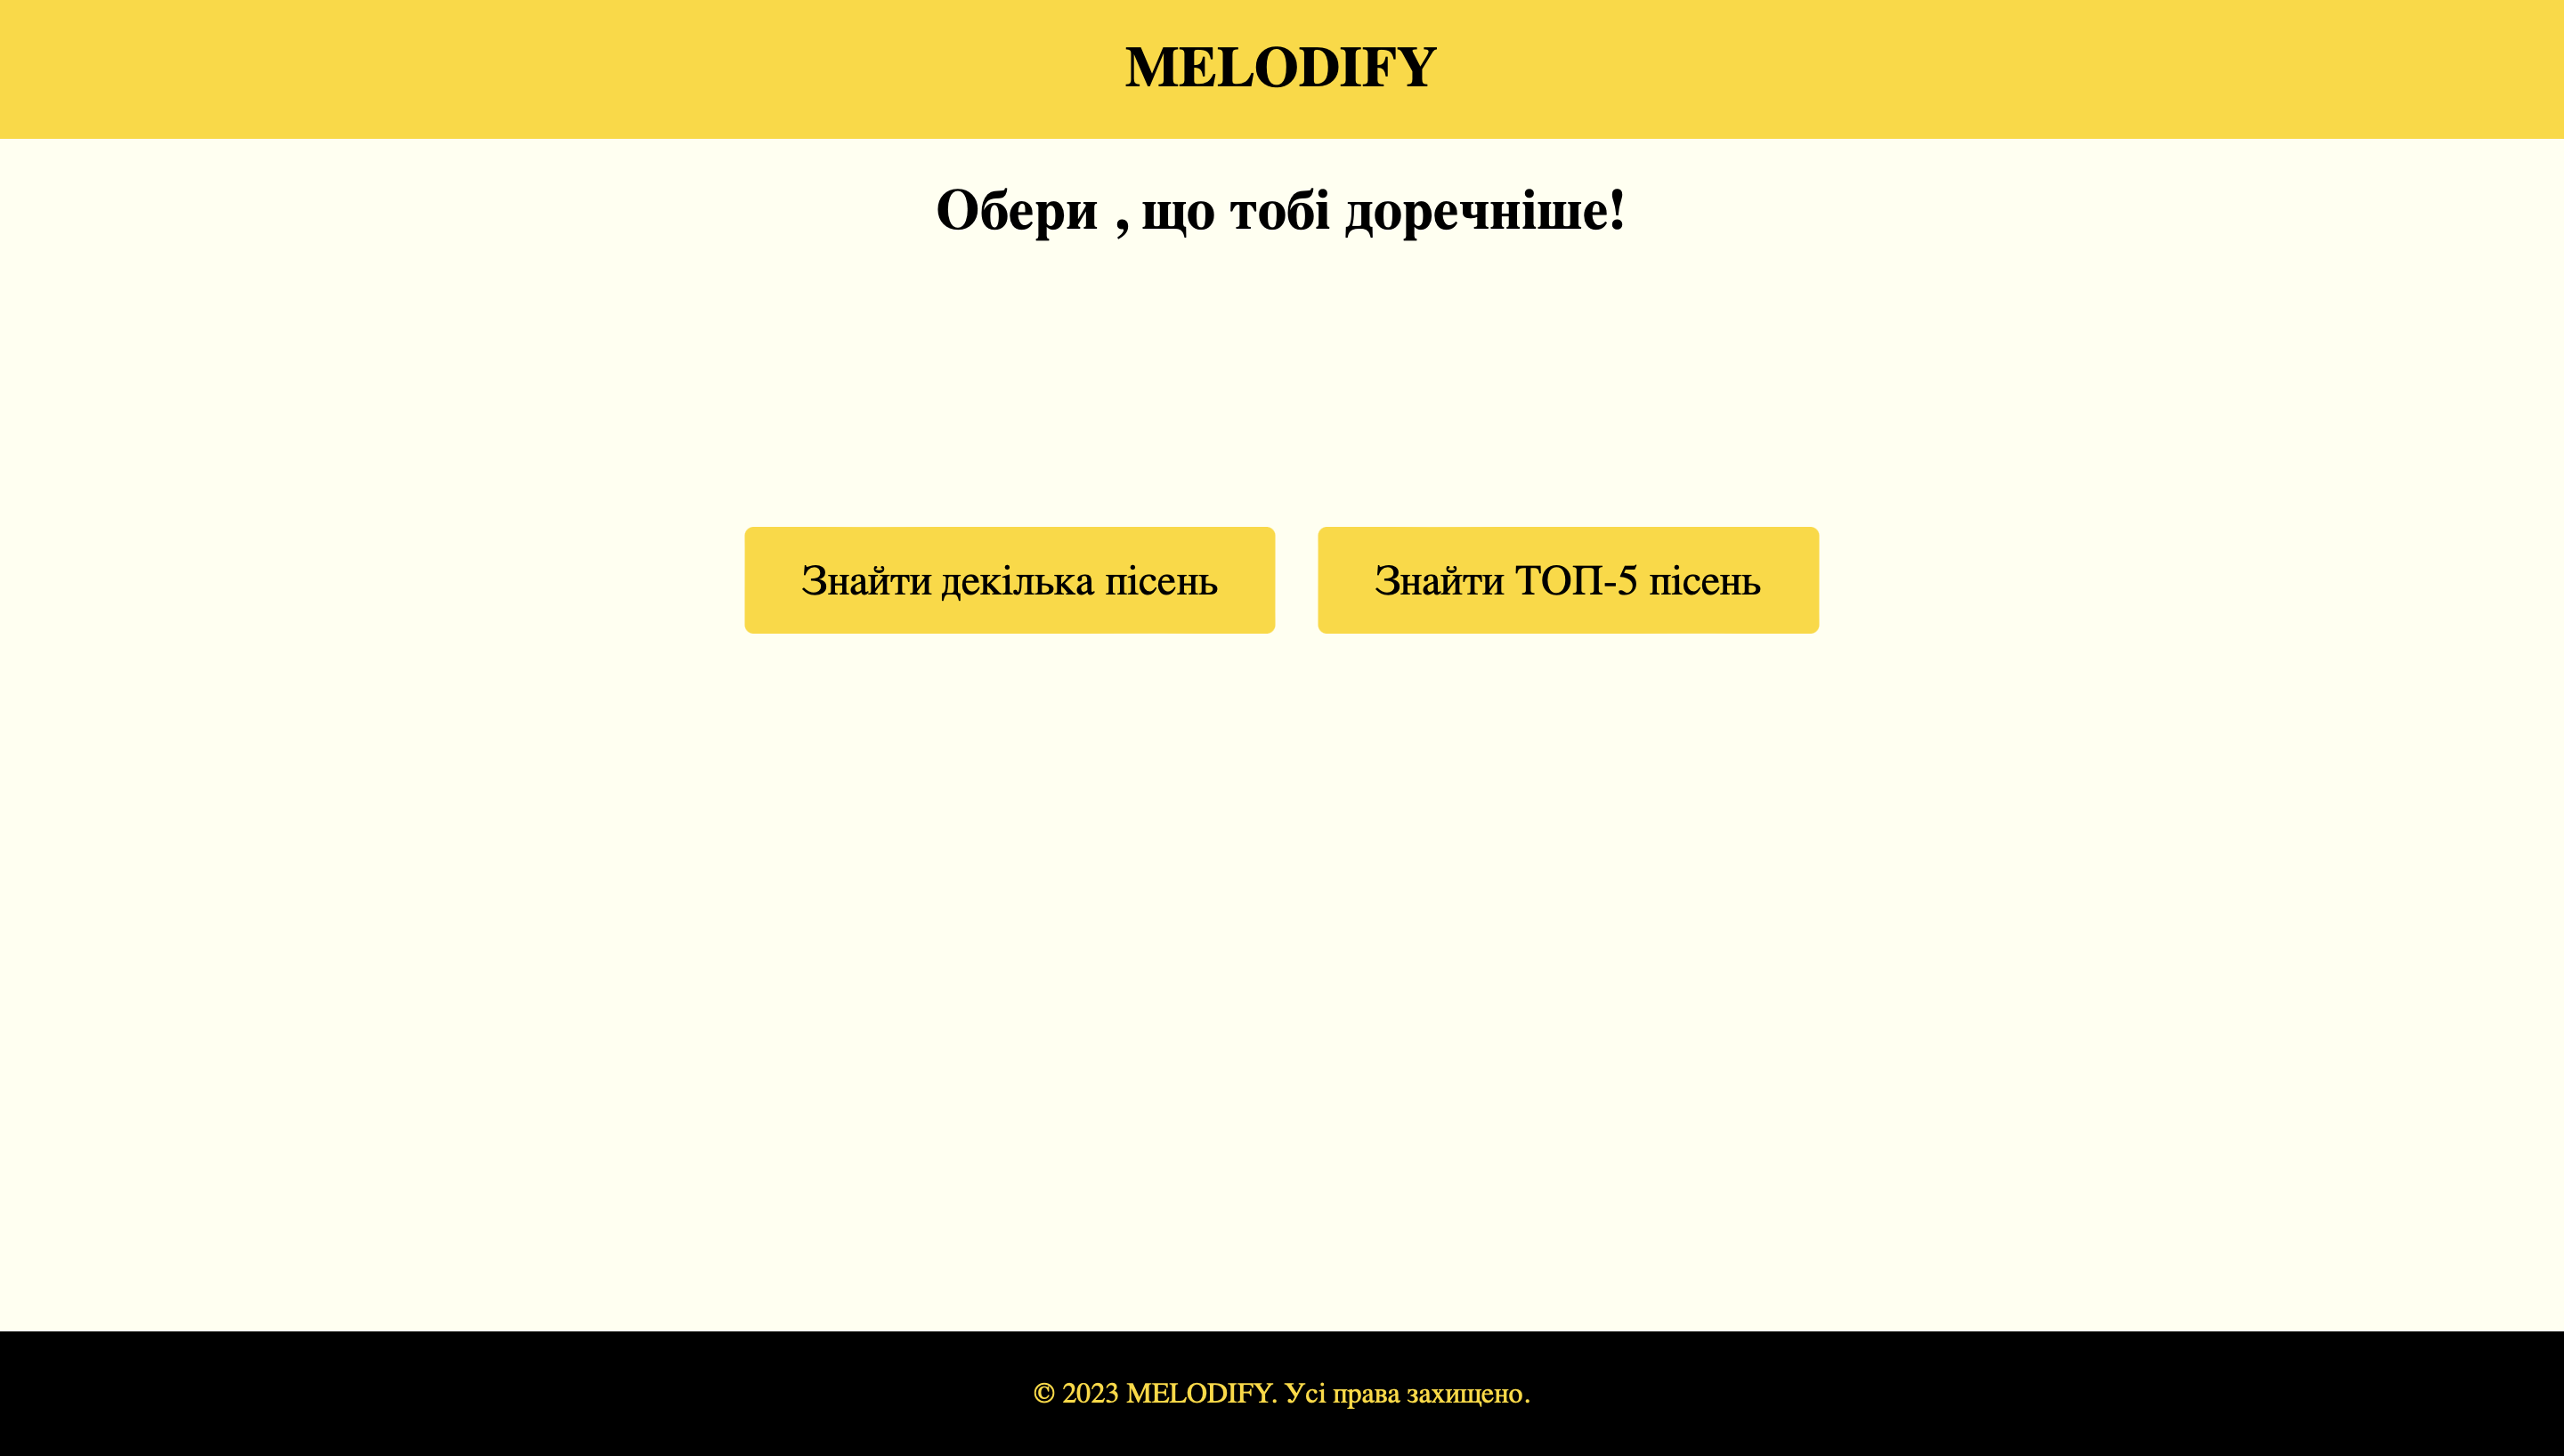 MELODIFY
Обери , що тобі доречніше!
Знайти декілька пісень
Знайти ТОП-5 пісень
© 2023 MELODIFY. Усі права захищено.